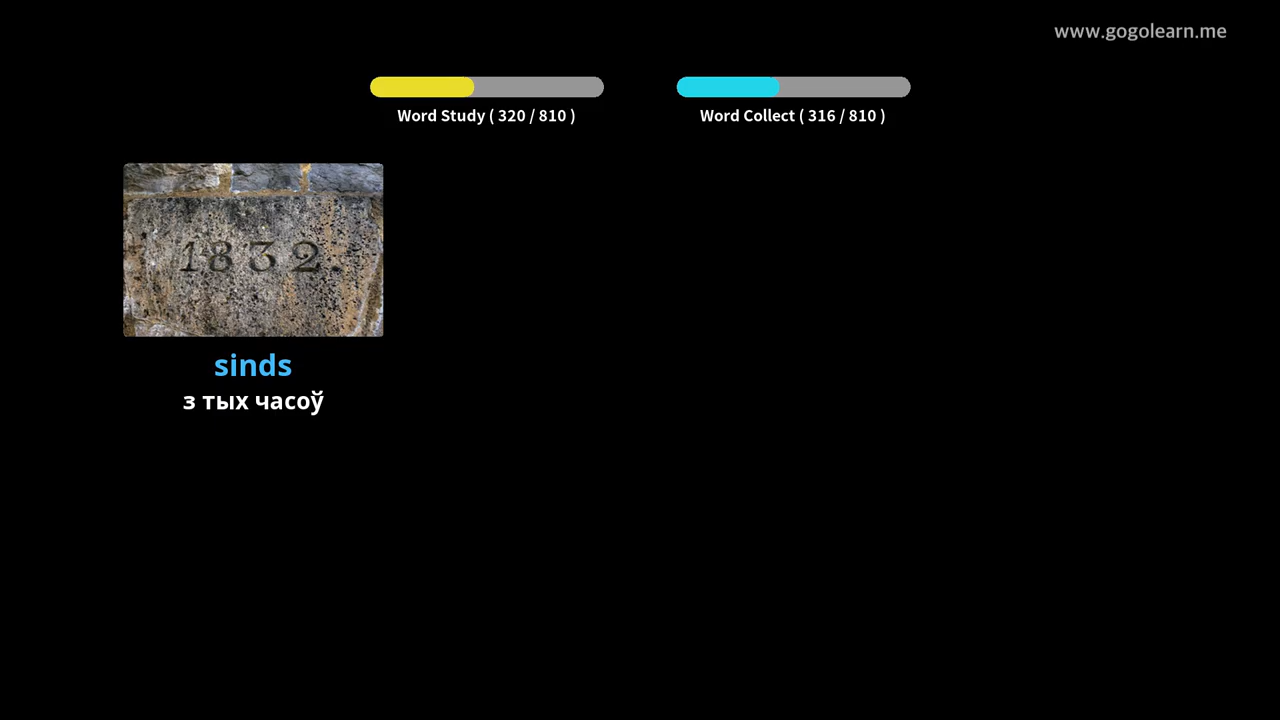 www.gogolearn.me
Word Study ( 320 / 810 )
Word Collect ( 316 / 810 )
1832.
sinds
з тых часоў